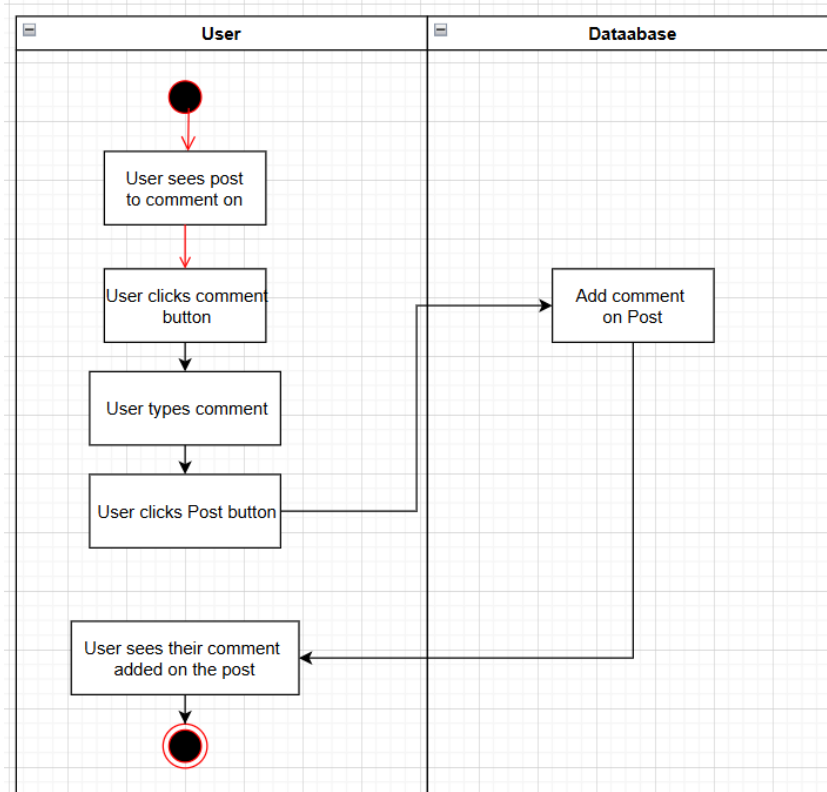 User
Dataabase
User sees post
to comment on
User clicks comment
button
Add comment
on Post
User types comment
User clicks Post button
User sees their comment
added on the post